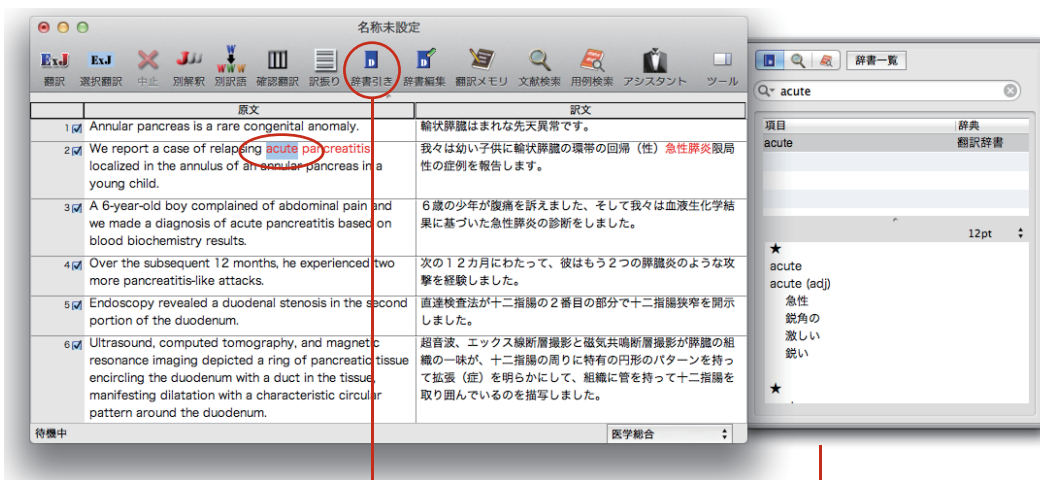 名称未設定
ExJ ExJ W WWW D D
翻訳 選択翻訳 中止 別解釈 別訳語 確認翻訳 訳振り 辞書引き 辞書編集 翻訳メモリ 文献検索 用例検索 アシスタント ツール
原文 訳文
1 Annular pancreas is a rare congenital anomaly.
輸状膵臓はまれな先天異常です。
2 We report a case of relapsing acute pancreatitis
localized in the annulus of an annular pancreas in a
young child.
我々は幼い子供に輸状膵臓の環帯の回帰（性）急性膵炎限局
性の症例を報告します。
3 A 6-year-old boy complained of abdominal pain and
we made a diagnosis of acute pancreatitis based on
blood biochemistry results.
６歳の少年が腹痛を訴えました、そして我々は血液生化学結
果に基づいた急性膵炎の診断をしました。
4 Over the subsequent 12 months, he experienced two
more pancreatitis-like attacks.
次の１２カ月にわたって、彼はもう２つの膵臓炎のような攻
撃を経験しました。
5 Endoscopy revealed a duodenal stenosis in the second
portion of the duodenum.
直達検査法が十二指腸の２番目の部分で十二指腸狭窄を開示
しました。
6 Ultrasound, computed tomography, and magnetic
resonance imaging depicted a ring of pancreatic tissue
encircling the duodenum with a duct in the tissue,
manifesting dilatation with a characteristic circular
pattern around the duodenum.
超音波、エックス線断層撮影と磁気共鳴断層撮影が膵臓の組
織の一味が、十二指腸の周りに特有の円形のパターンを持っ
て拡張（症）を明らかにして、組織に管を持って十二指腸を
取り囲んでいるのを描写しました。
待機中 医学総合
D 辞書一覧
acute
項目 辞典
acute 翻訳辞書
12pt
★
acute
acute (adj)
急性
鋭角の
激しい
鋭い
★